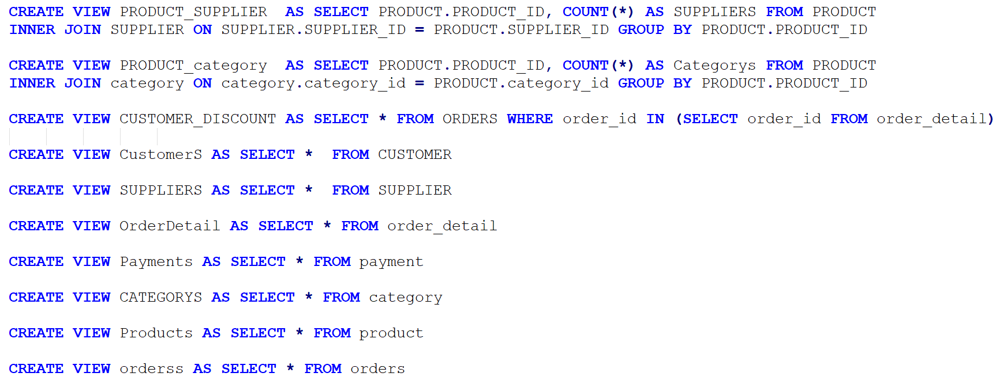 CREATE VIEW PRODUCT_SUPPLIER  AS SELECT PRODUCT.PRODUCT_ID, COUNT(*) AS SUPPLIERS FROM PRODUCT
INNER JOIN SUPPLIER ON SUPPLIER.SUPPLIER_ID = PRODUCT.SUPPLIER_ID GROUP BY PRODUCT.PRODUCT_ID
CREATE VIEW PRODUCT_category  AS SELECT PRODUCT.PRODUCT_ID, COUNT(*) AS Categorys FROM PRODUCT
INNER JOIN category ON category.category_id = PRODUCT.category_id GROUP BY PRODUCT.PRODUCT_ID
CREATE VIEW CUSTOMER_DISCOUNT AS SELECT * FROM ORDERS WHERE order_id IN (SELECT order_id FROM order_detail)
CREATE VIEW CustomerS AS SELECT *  FROM CUSTOMER
CREATE VIEW SUPPLIERS AS SELECT *  FROM SUPPLIER
CREATE VIEW OrderDetail AS SELECT * FROM order_detail
CREATE VIEW Payments AS SELECT * FROM payment
CREATE VIEW CATEGORYS AS SELECT * FROM category
CREATE VIEW Products AS SELECT * FROM product
CREATE VIEW orderss AS SELECT * FROM orders